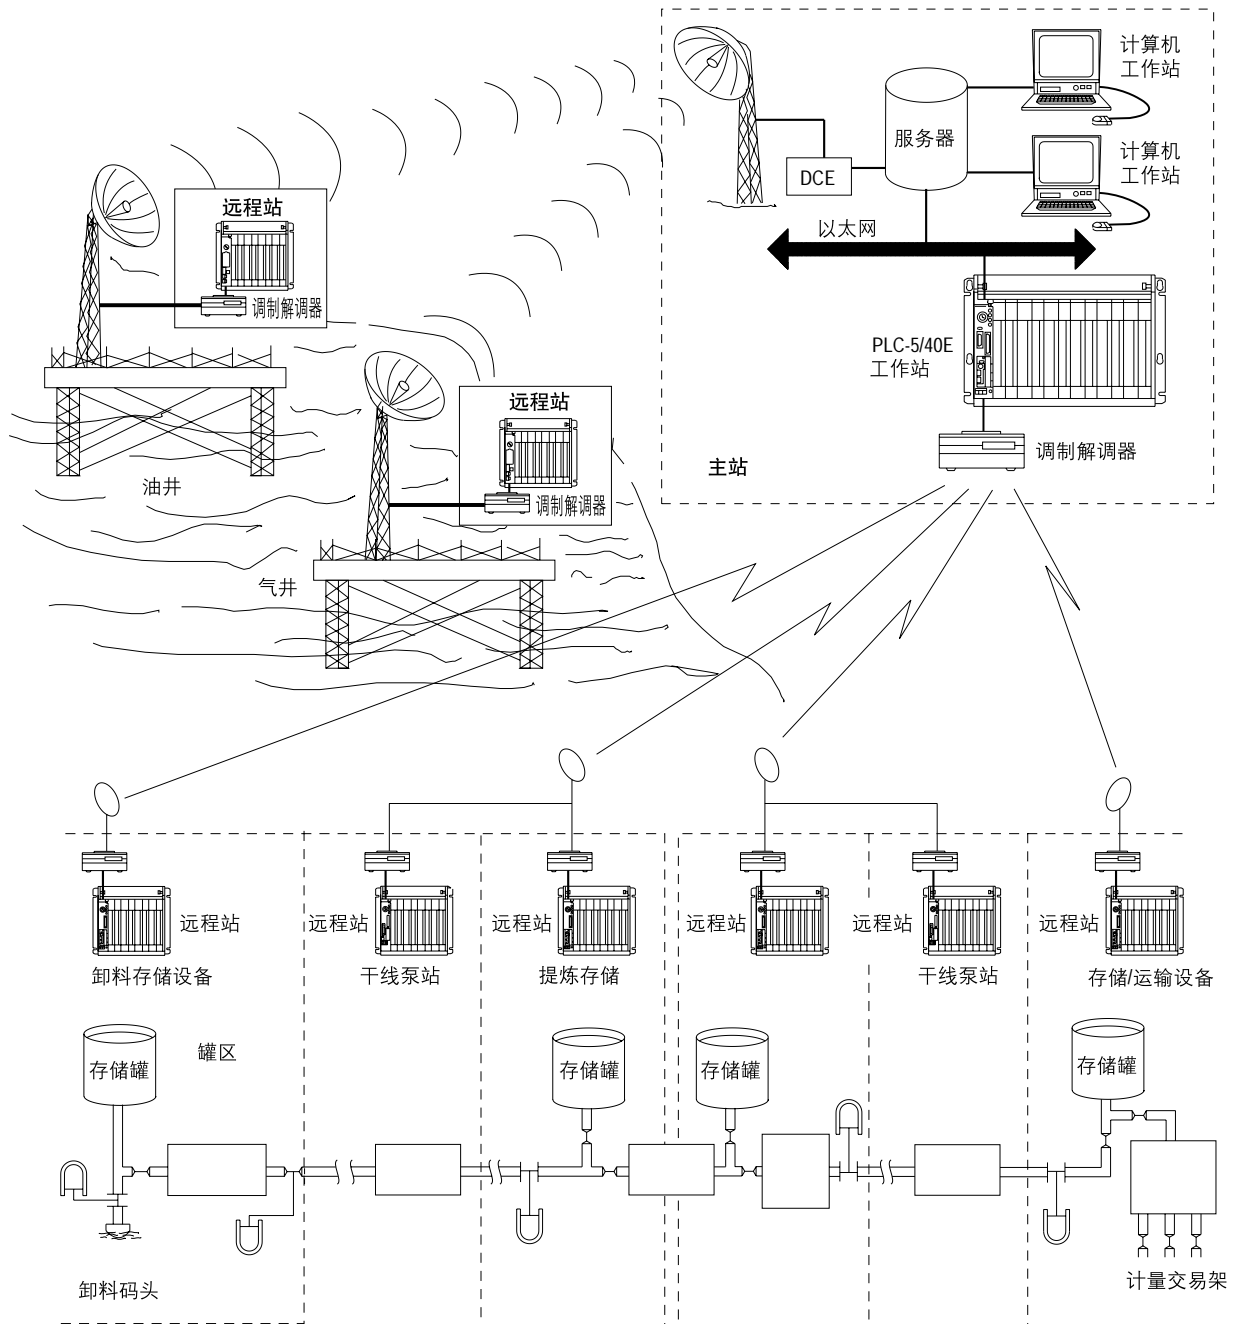 计算机
工作站
服务器
DCE
计算机
工作站
以太网
PLC-5/40E
工作站
调制解调器
主站
远程站
调制解调器
油井
远程站
调制解调器
气井
远程站
远程站
远程站
远程站
远程站
远程站
卸料存储设备
干线泵站
提炼存储
干线泵站
存储/运输设备
存储罐
罐区
存储罐
存储罐
存储罐
卸料码头
计量交易架